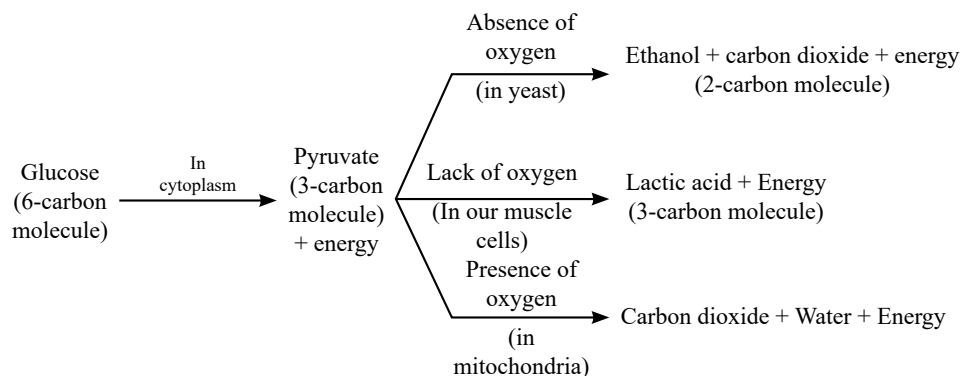 Glucose
(6-carbon
molecule)
In
cytoplasm
Pyruvate
(3-carbon
molecule)
+ energy
Absence of
oxygen
(in yeast)
Ethanol + carbon dioxide + energy
(2-carbon molecule)
Lack of oxygen
(In our muscle
cells)
Lactic acid + Energy
(3-carbon molecule)
Presence of
oxygen
(in
mitochondria)
Carbon dioxide + Water + Energy